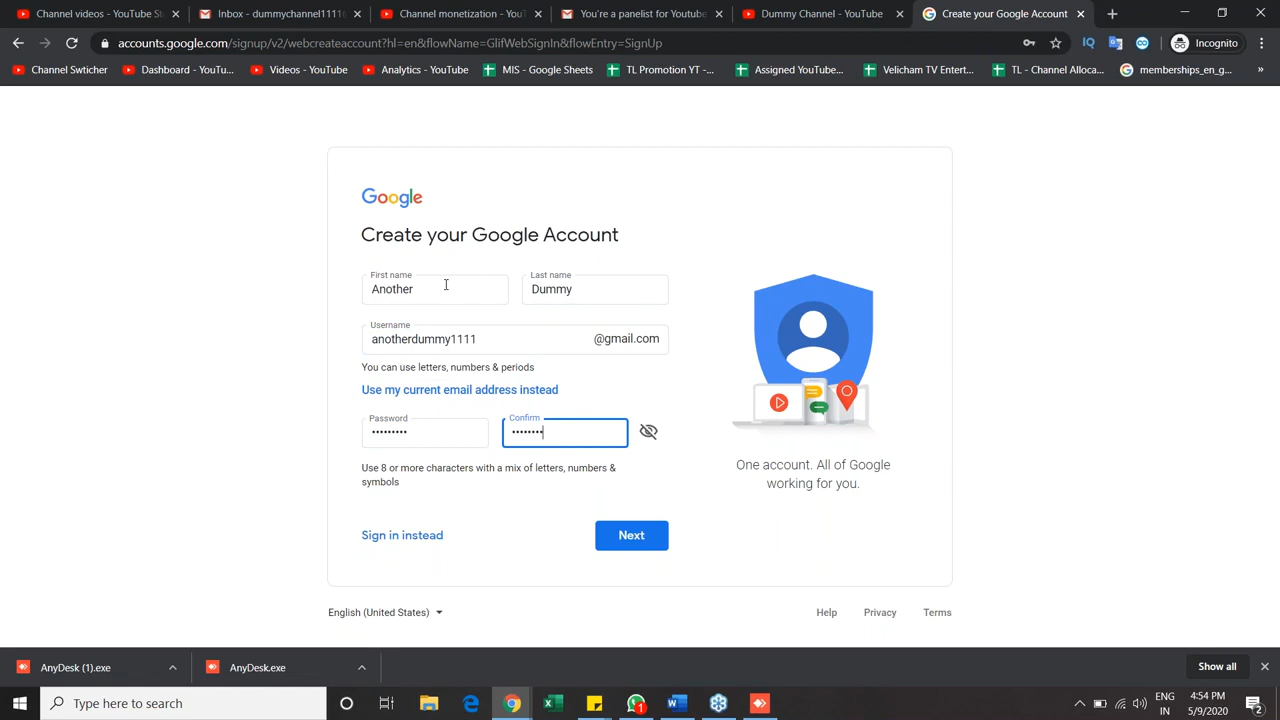 Channel videos - YouTube St
Inbox - dummychannel1111
Channel monetization - YouT
You're a panelist for Youtube
Dummy Channel - YouTube
Create your Google Account
accounts.google.com/signup/v2/webcreateaccount?hl=en&flowName=GlifWebSignIn&flowEntry=SignUp
IQ
Incognito
Channel Swticher
Dashboard - YouTu...
Videos - YouTube
Analytics - YouTube
MIS - Google Sheets
TL Promotion YT -...
Assigned YouTube...
Velicham TV Entert...
TL - Channel Alloca...
memberships_en_g...
»
Google
Create your Google Account
First name
Last name
Another
Dummy
Username
anotherdummy1111
@gmail.com
You can use letters, numbers & periods
Use my current email address instead
Password
Confirm
Use 8 or more characters with a mix of letters, numbers &
symbols
One account. All of Google
working for you.
Sign in instead
Next
English (United States)
Help
Privacy
Terms
AnyDesk (1).exe
AnyDesk.exe
Show all
Type here to search
1
ENG
IN
4:54 PM
5/9/2020
2